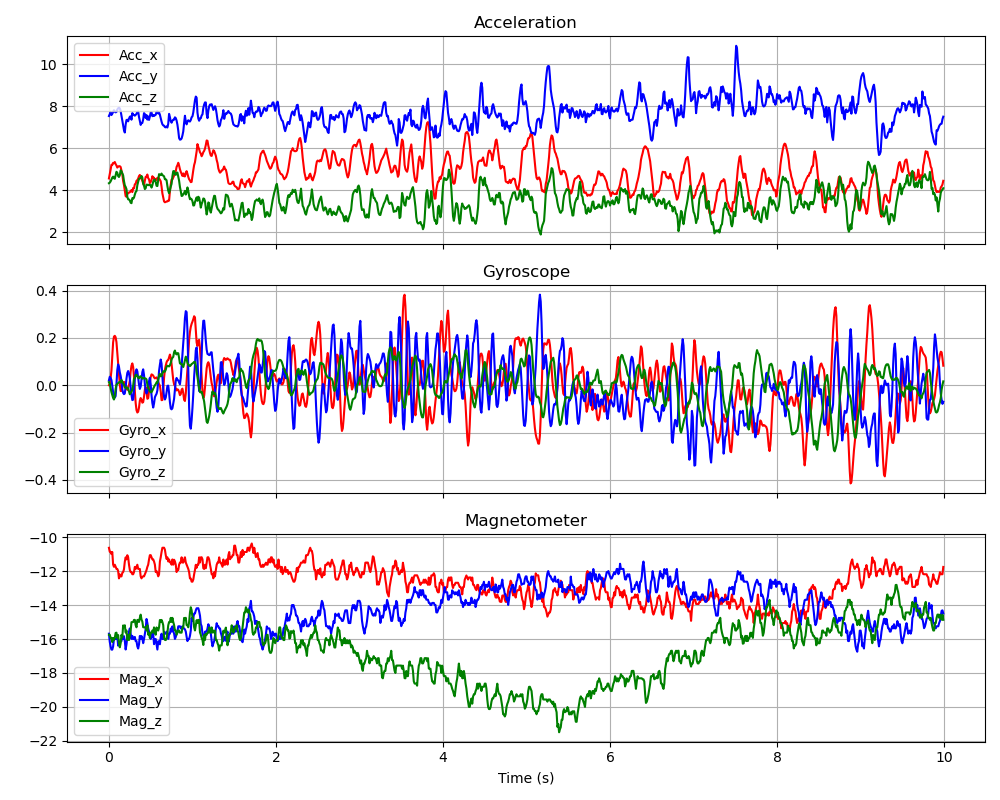 Acceleration
10
8
6
4
2
Acc_x
Acc_y
Acc_z
Gyroscope
0.4
0.2
0.0
−0.2
−0.4
Gyro_x
Gyro_y
Gyro_z
Magnetometer
−10
−12
−14
−16
−18
−20
−22
Mag_x
Mag_y
Mag_z
0 2 4 6 8 10
Time (s)